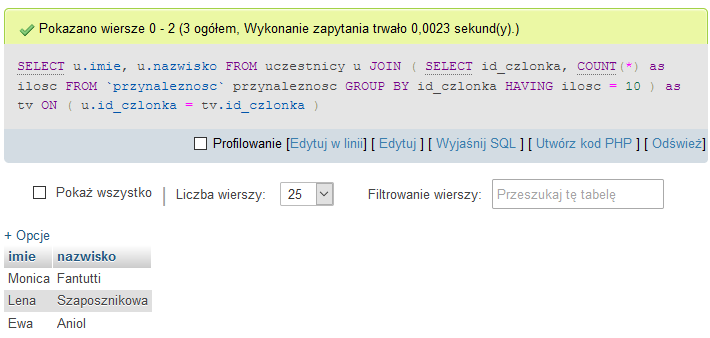 Pokazano wiersze 0 - 2 (3 ogółem, Wykonanie zapytania trwało 0,0023 sekund(y).)
SELECT u.imie, u.nazwisko FROM uczestnicy u JOIN ( SELECT id_czlonka, COUNT(*) as
ilosc FROM `przynaleznosc` przynaleznosc GROUP BY id_czlonka HAVING ilosc = 10 ) as
tv ON ( u.id_czlonka = tv.id_czlonka )
Profilowanie [Edytuj w linii] [ Edytuj ] [ Wyjaśnij SQL ] [ Utwórz kod PHP ] [ Odśwież]
Pokaż wszystko | Liczba wierszy: 25 Filtrowanie wierszy: Przeszukaj tę tabelę
+ Opcje
imie nazwisko
Monica Fantutti
Lena Szaposznikowa
Ewa Aniol